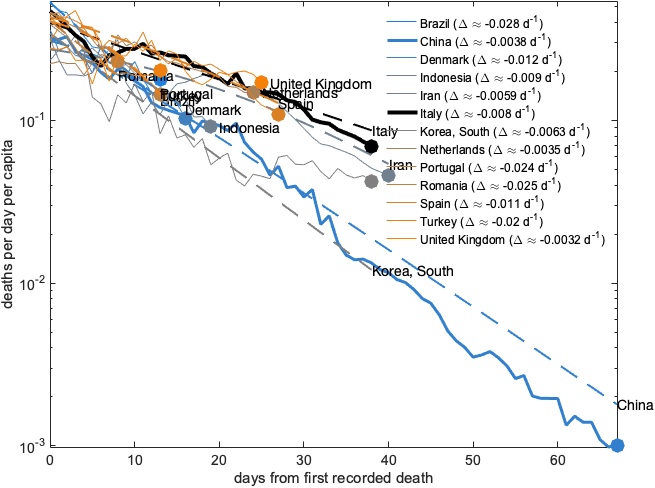 Brazil (Δ ≈ -0.028 d⁻¹)
China (Δ ≈ -0.0038 d⁻¹)
Denmark (Δ ≈ -0.012 d⁻¹)
Indonesia (Δ ≈ -0.009 d⁻¹)
Iran (Δ ≈ -0.0059 d⁻¹)
Italy (Δ ≈ -0.008 d⁻¹)
Korea, South (Δ ≈ -0.0063 d⁻¹)
Netherlands (Δ ≈ -0.0035 d⁻¹)
Portugal (Δ ≈ -0.024 d⁻¹)
Romania (Δ ≈ -0.025 d⁻¹)
Spain (Δ ≈ -0.011 d⁻¹)
Turkey (Δ ≈ -0.02 d⁻¹)
United Kingdom (Δ ≈ -0.0032 d⁻¹)
Romania
United Kingdom
Netherlands
Portugal
Turkey
Brazil
Spain
Denmark
Indonesia
Italy
Iran
Korea, South
China
10⁻¹
10⁻²
10⁻³
deaths per day per capita
0 10 20 30 40 50 60
days from first recorded death